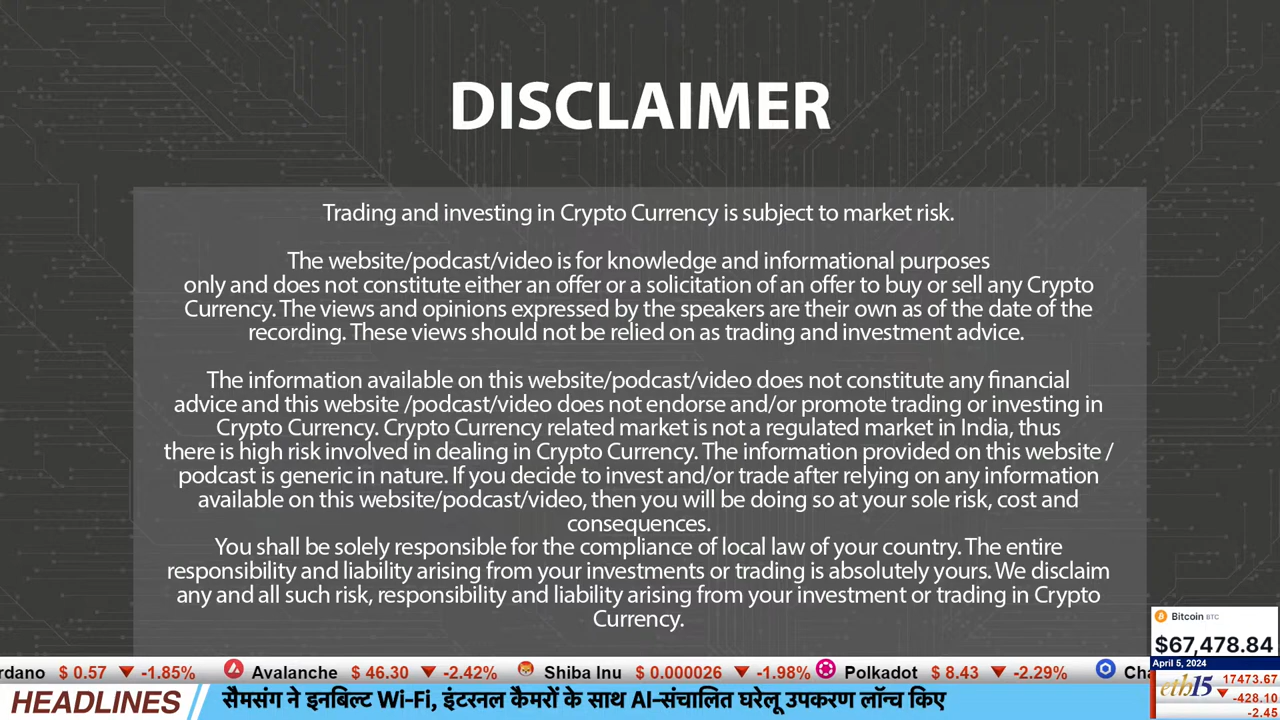 DISCLAIMER
Trading and investing in Crypto Currency is subject to market risk.
The website/podcast/video is for knowledge and informational purposes
only and does not constitute either an offer or a solicitation of an offer to buy or sell any Crypto
Currency. The views and opinions expressed by the speakers are their own as of the date of the
recording. These views should not be relied on as trading and investment advice.
The information available on this website/podcast/video does not constitute any financial
advice and this website /podcast/video does not endorse and/or promote trading or investing in
Crypto Currency. Crypto Currency related market is not a regulated market in India, thus
there is high risk involved in dealing in Crypto Currency. The information provided on this website /
podcast is generic in nature. If you decide to invest and/or trade after relying on any information
available on this website/podcast/video, then you will be doing so at your sole risk, cost and
consequences.
You shall be solely responsible for the compliance of local law of your country. The entire
responsibility and liability arising from your investments or trading is absolutely yours. We disclaim
any and all such risk, responsibility and liability arising from your investment or trading in Crypto
Currency.
Bitcoin BTC
$67,478.84
April 5, 2024
rdano $ 0.57 ▼ -1.85% Avalanche $ 46.30 ▼ -2.42% Shiba Inu $ 0.000026 ▼ -1.98% Polkadot $ 8.43 ▼ -2.29% Cha
eth15 17473.67
▼ -428.16
-2.45
HEADLINES सैमसंग ने इनबिल्ट Wi-Fi, इंटरनल कैमरों के साथ AI-संचालित घरेलू उपकरण लॉन्च किए